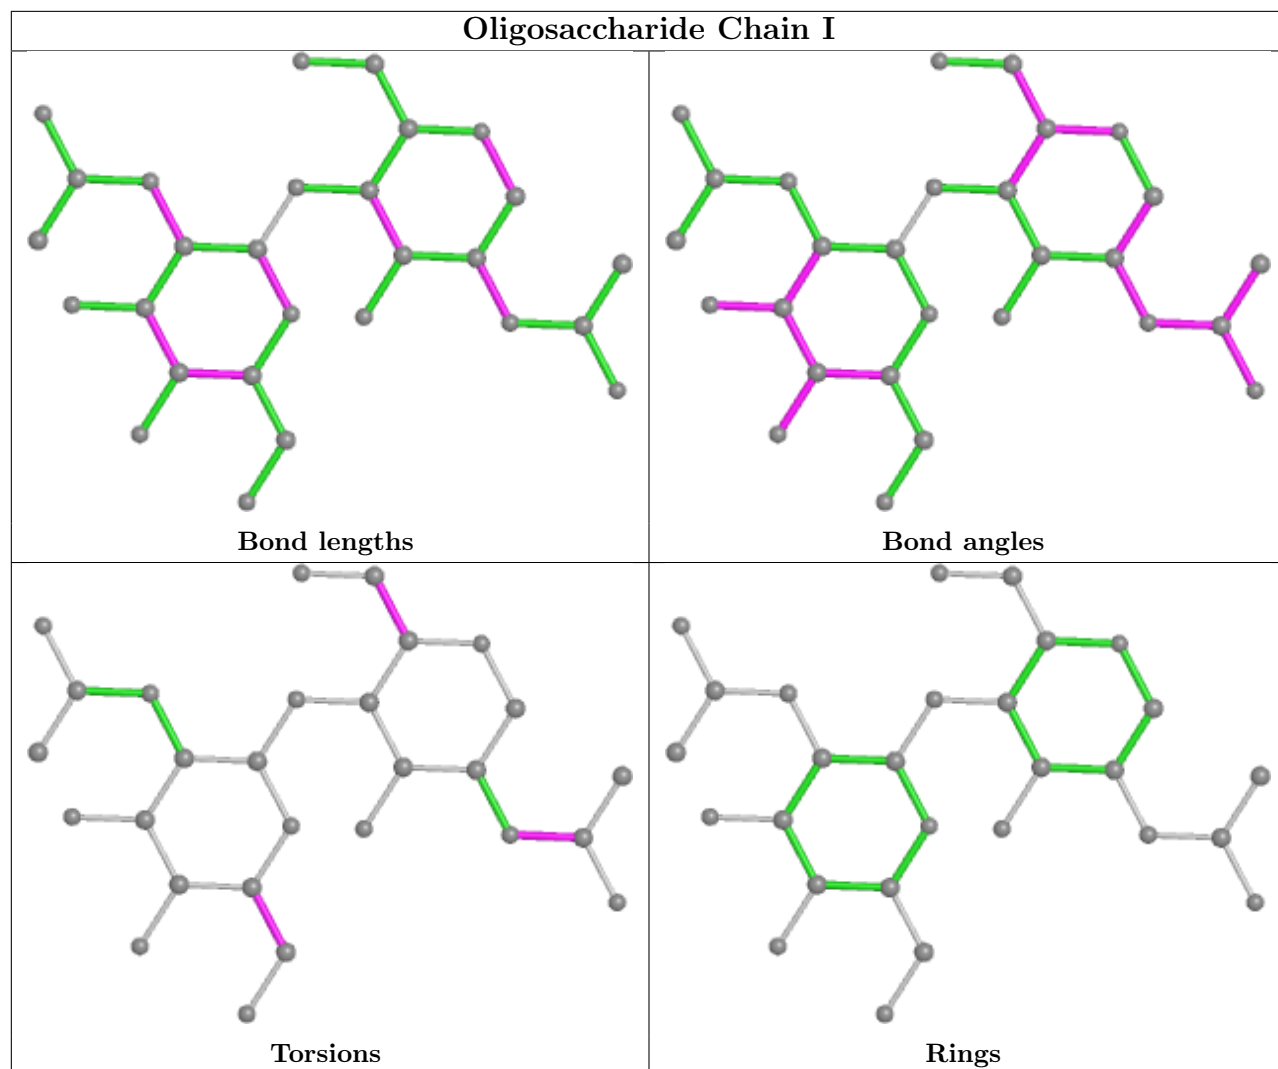 Oligosaccharide Chain I
Bond lengths
Bond angles
Torsions
Rings